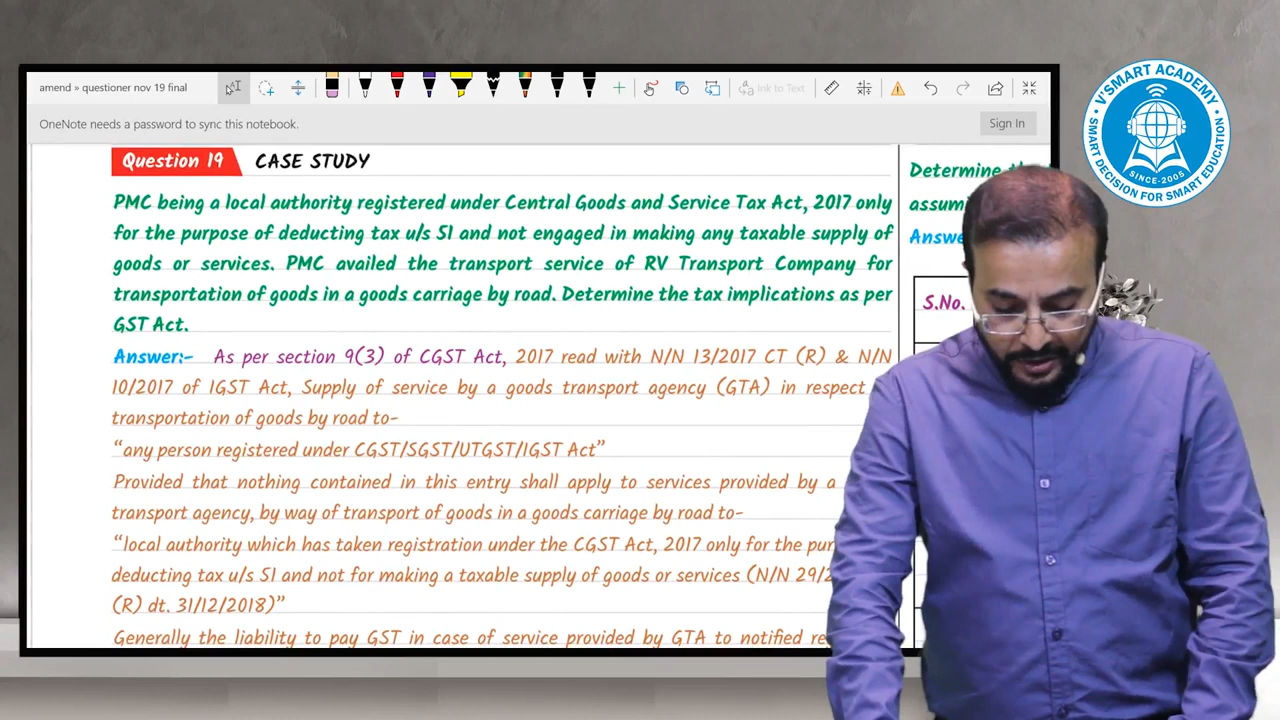 amend » questioner nov 19 final
Ink to Text
OneNote needs a password to sync this notebook.
Sign In
Question 19 CASE STUDY
PMC being a local authority registered under Central Goods and Service Tax Act, 2017 only
for the purpose of deducting tax u/s 51 and not engaged in making any taxable supply of
goods or services. PMC availed the transport service of RV Transport Company for
transportation of goods in a goods carriage by road. Determine the tax implications as per
GST Act.
Answer:- As per section 9(3) of CGST Act, 2017 read with N/N 13/2017 CT (R) & N/N
10/2017 of IGST Act, Supply of service by a goods transport agency (GTA) in respect
transportation of goods by road to-
“any person registered under CGST/SGST/UTGST/IGST Act”
Provided that nothing contained in this entry shall apply to services provided by a
transport agency, by way of transport of goods in a goods carriage by road to-
“local authority which has taken registration under the CGST Act, 2017 only for the
deducting tax u/s 51 and not for making a taxable supply of goods or services (N/N
(R) dt. 31/12/2018)”
Generally the liability to pay GST in case of service provided by GTA to notified
Determine
S.No.
V'SMART ACADEMY
SINCE-2005
SMART DECISION FOR SMART EDUCATION